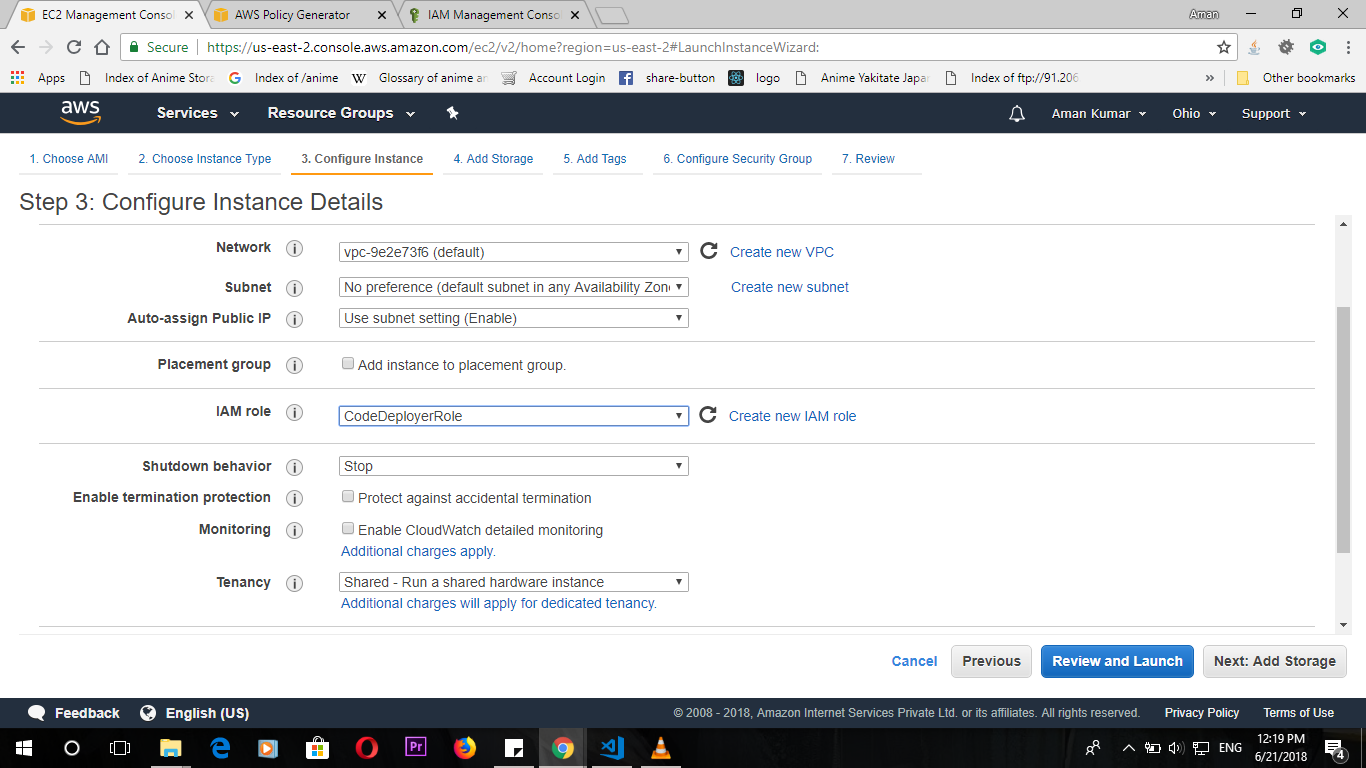 EC2 Management Consol
AWS Policy Generator
IAM Management Conso
Aman
Secure
https://us-east-2.console.aws.amazon.com/ec2/v2/home?region=us-east-2#LaunchInstanceWizard:
Apps
Index of Anime Stora
Index of /anime
Glossary of anime an
Account Login
share-button
logo
Anime Yakitate Japan
Index of ftp://91.206
»
Other bookmarks
aws
Services
Resource Groups
Aman Kumar
Ohio
Support
1. Choose AMI
2. Choose Instance Type
3. Configure Instance
4. Add Storage
5. Add Tags
6. Configure Security Group
7. Review
Step 3: Configure Instance Details
Network
vpc-9e2e73f6 (default)
Create new VPC
Subnet
No preference (default subnet in any Availability Zone
Create new subnet
Auto-assign Public IP
Use subnet setting (Enable)
Placement group
Add instance to placement group.
IAM role
CodeDeployerRole
Create new IAM role
Shutdown behavior
Stop
Enable termination protection
Protect against accidental termination
Monitoring
Enable CloudWatch detailed monitoring
Additional charges apply.
Tenancy
Shared - Run a shared hardware instance
Additional charges will apply for dedicated tenancy.
Cancel
Previous
Review and Launch
Next: Add Storage
Feedback
English (US)
© 2008 - 2018, Amazon Internet Services Private Ltd. or its affiliates. All rights reserved.
Privacy Policy
Terms of Use
Pr
ENG
12:19 PM
6/21/2018
4